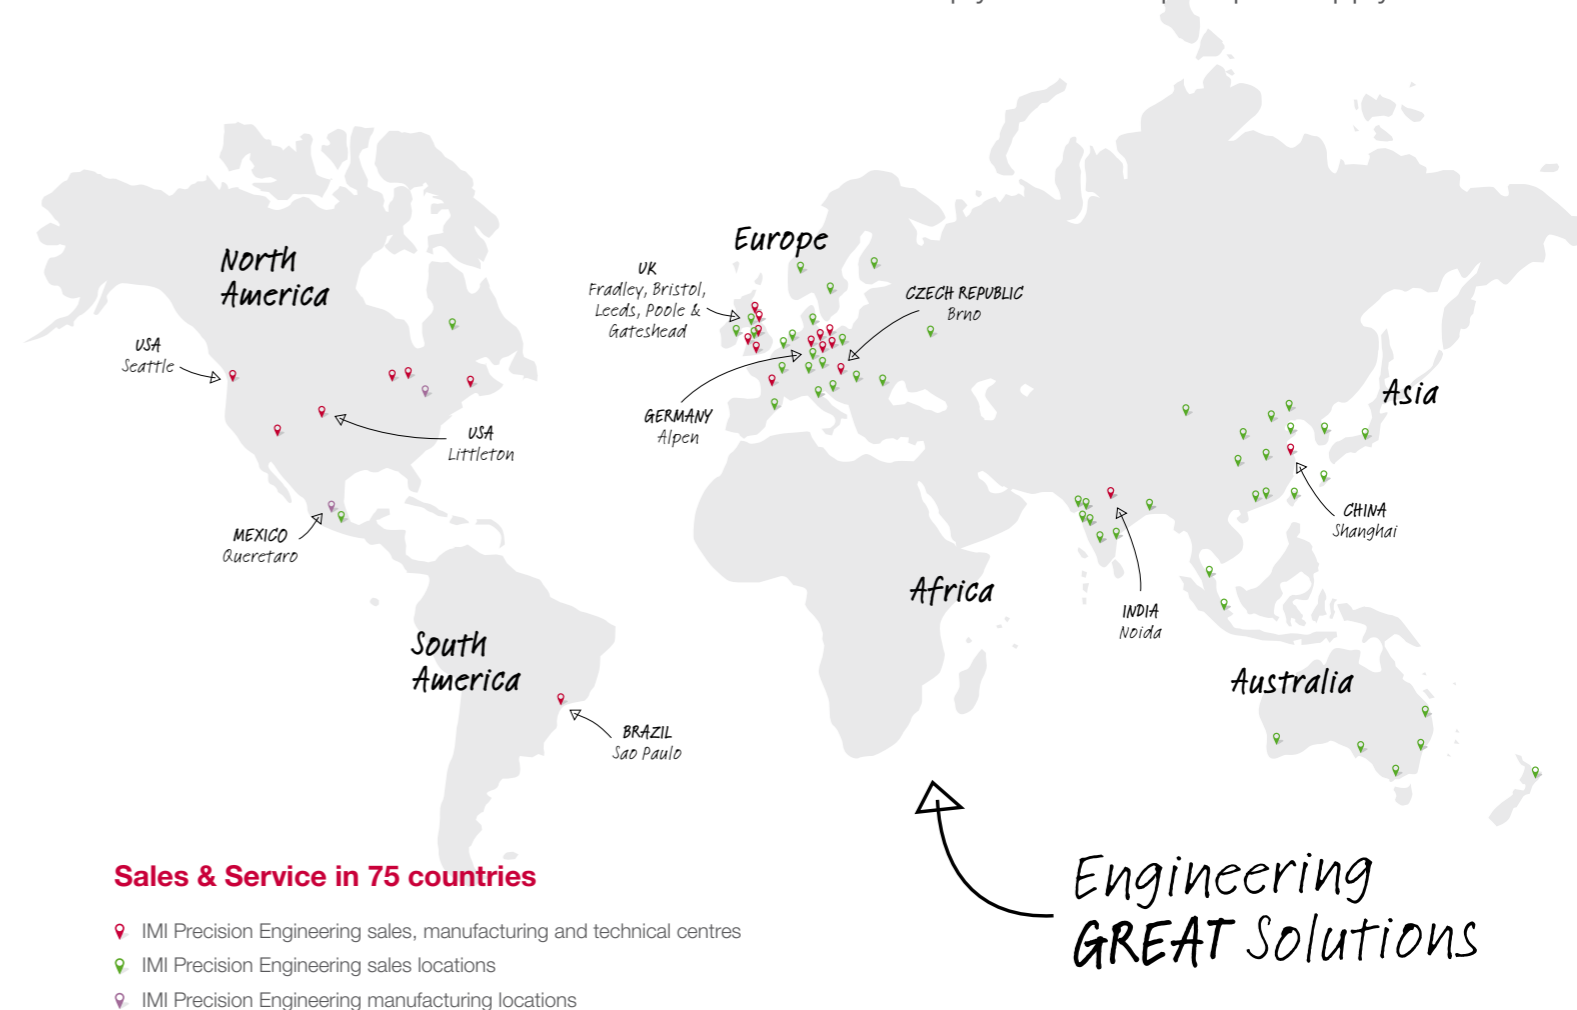 North
America
Europe
UK
Fradley, Bristol,
Leeds, Poole &
Gateshead
CZECH REPUBLIC
Brno
USA
Seattle
USA
Littleton
GERMANY
Alpen
Asia
MEXICO
Queretaro
CHINA
Shanghai
Africa
INDIA
Noida
South
America
Australia
BRAZIL
Sao Paulo
Engineering
GREAT Solutions
Sales & Service in 75 countries
IMI Precision Engineering sales, manufacturing and technical centres
IMI Precision Engineering sales locations
IMI Precision Engineering manufacturing locations